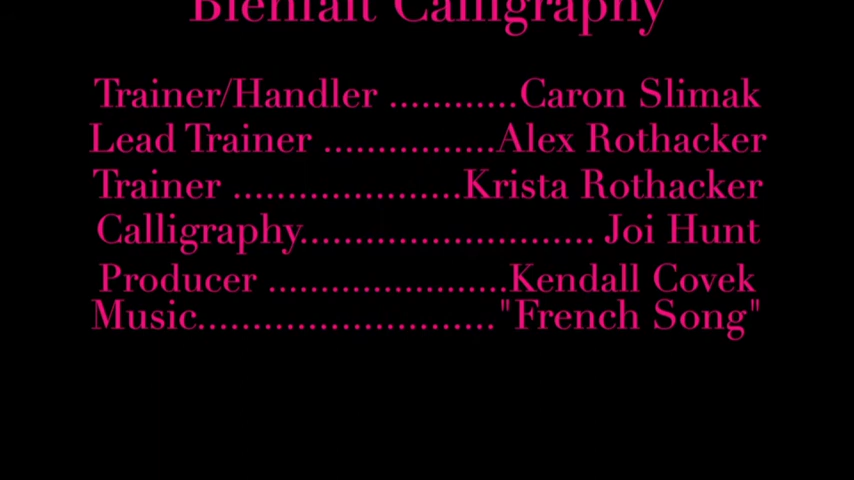 Bienfait Calligraphy
Trainer/Handler ............Caron Slimak
Lead Trainer ................Alex Rothacker
Trainer .....................Krista Rothacker
Calligraphy........................... Joi Hunt
Producer ......................Kendall Covek
Music..........................."French Song"